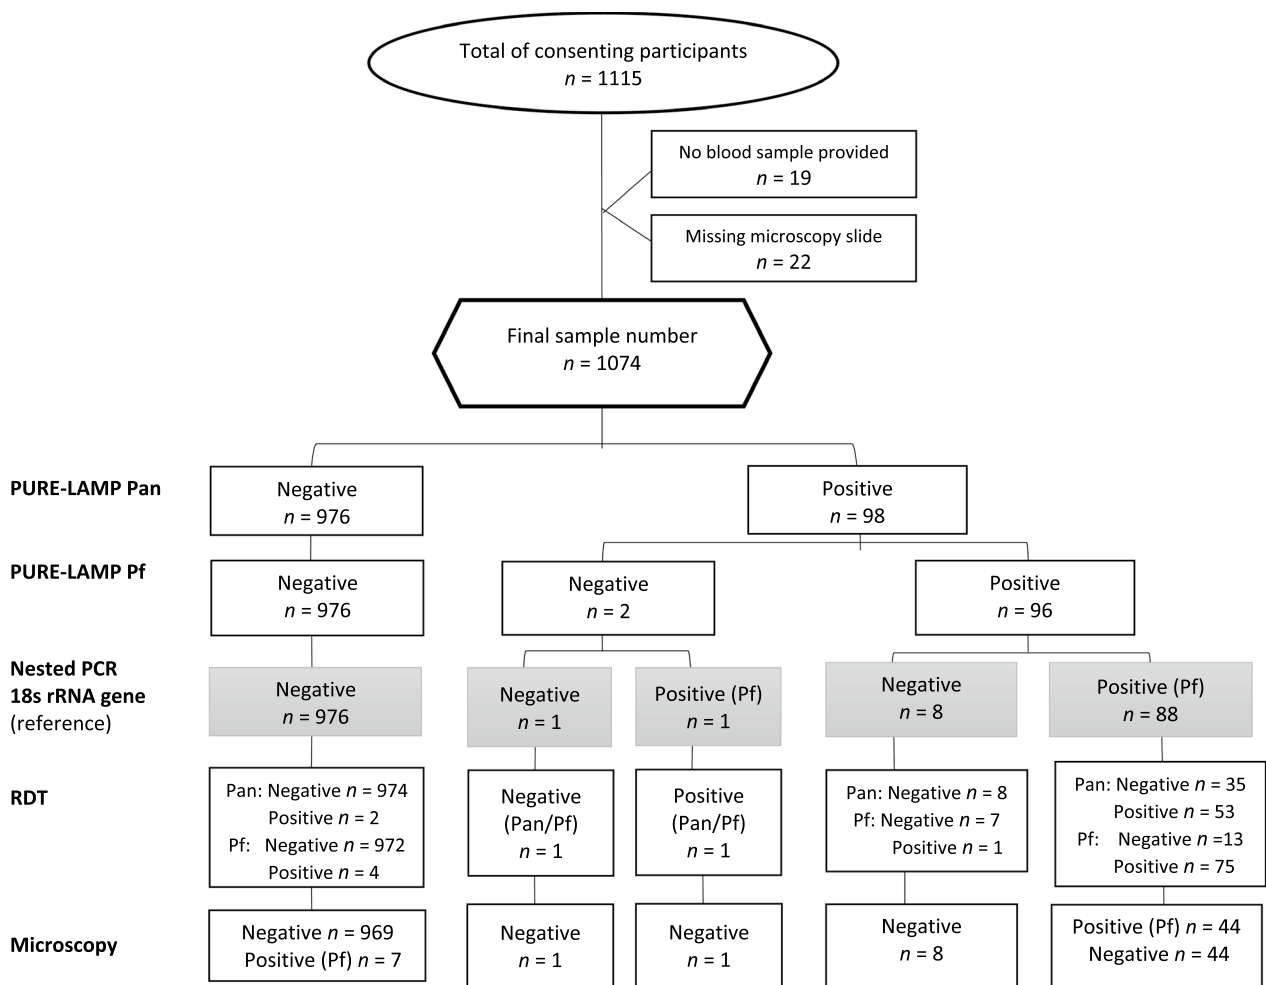 Total of consenting participants
n = 1115
No blood sample provided
n = 19
Missing microscopy slide
n = 22
Final sample number
n = 1074
PURE-LAMP Pan
Negative
n = 976
Positive
n = 98
PURE-LAMP Pf
Negative
n = 976
Negative
n = 2
Positive
n = 96
Nested PCR
18s rRNA gene
(reference)
Negative
n = 976
Negative
n = 1
Positive (Pf)
n = 1
Negative
n = 8
Positive (Pf)
n = 88
RDT
Pan: Negative n = 974
Positive n = 2
Pf: Negative n = 972
Positive n = 4
Negative
(Pan/Pf)
n = 1
Positive
(Pan/Pf)
n = 1
Pan: Negative n = 8
Pf: Negative n = 7
Positive n = 1
Pan: Negative n = 35
Positive n = 53
Pf: Negative n =13
Positive n = 75
Microscopy
Negative n = 969
Positive (Pf) n = 7
Negative
n = 1
Negative
n = 1
Negative
n = 8
Positive (Pf) n = 44
Negative n = 44